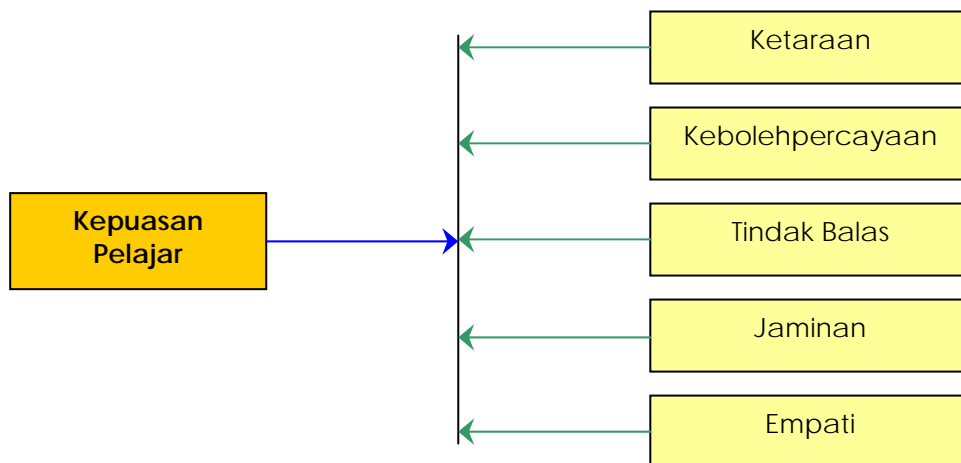 Ketaraan
Kebolehpercayaan
Kepuasan
Pelajar
Tindak Balas
Jaminan
Empati